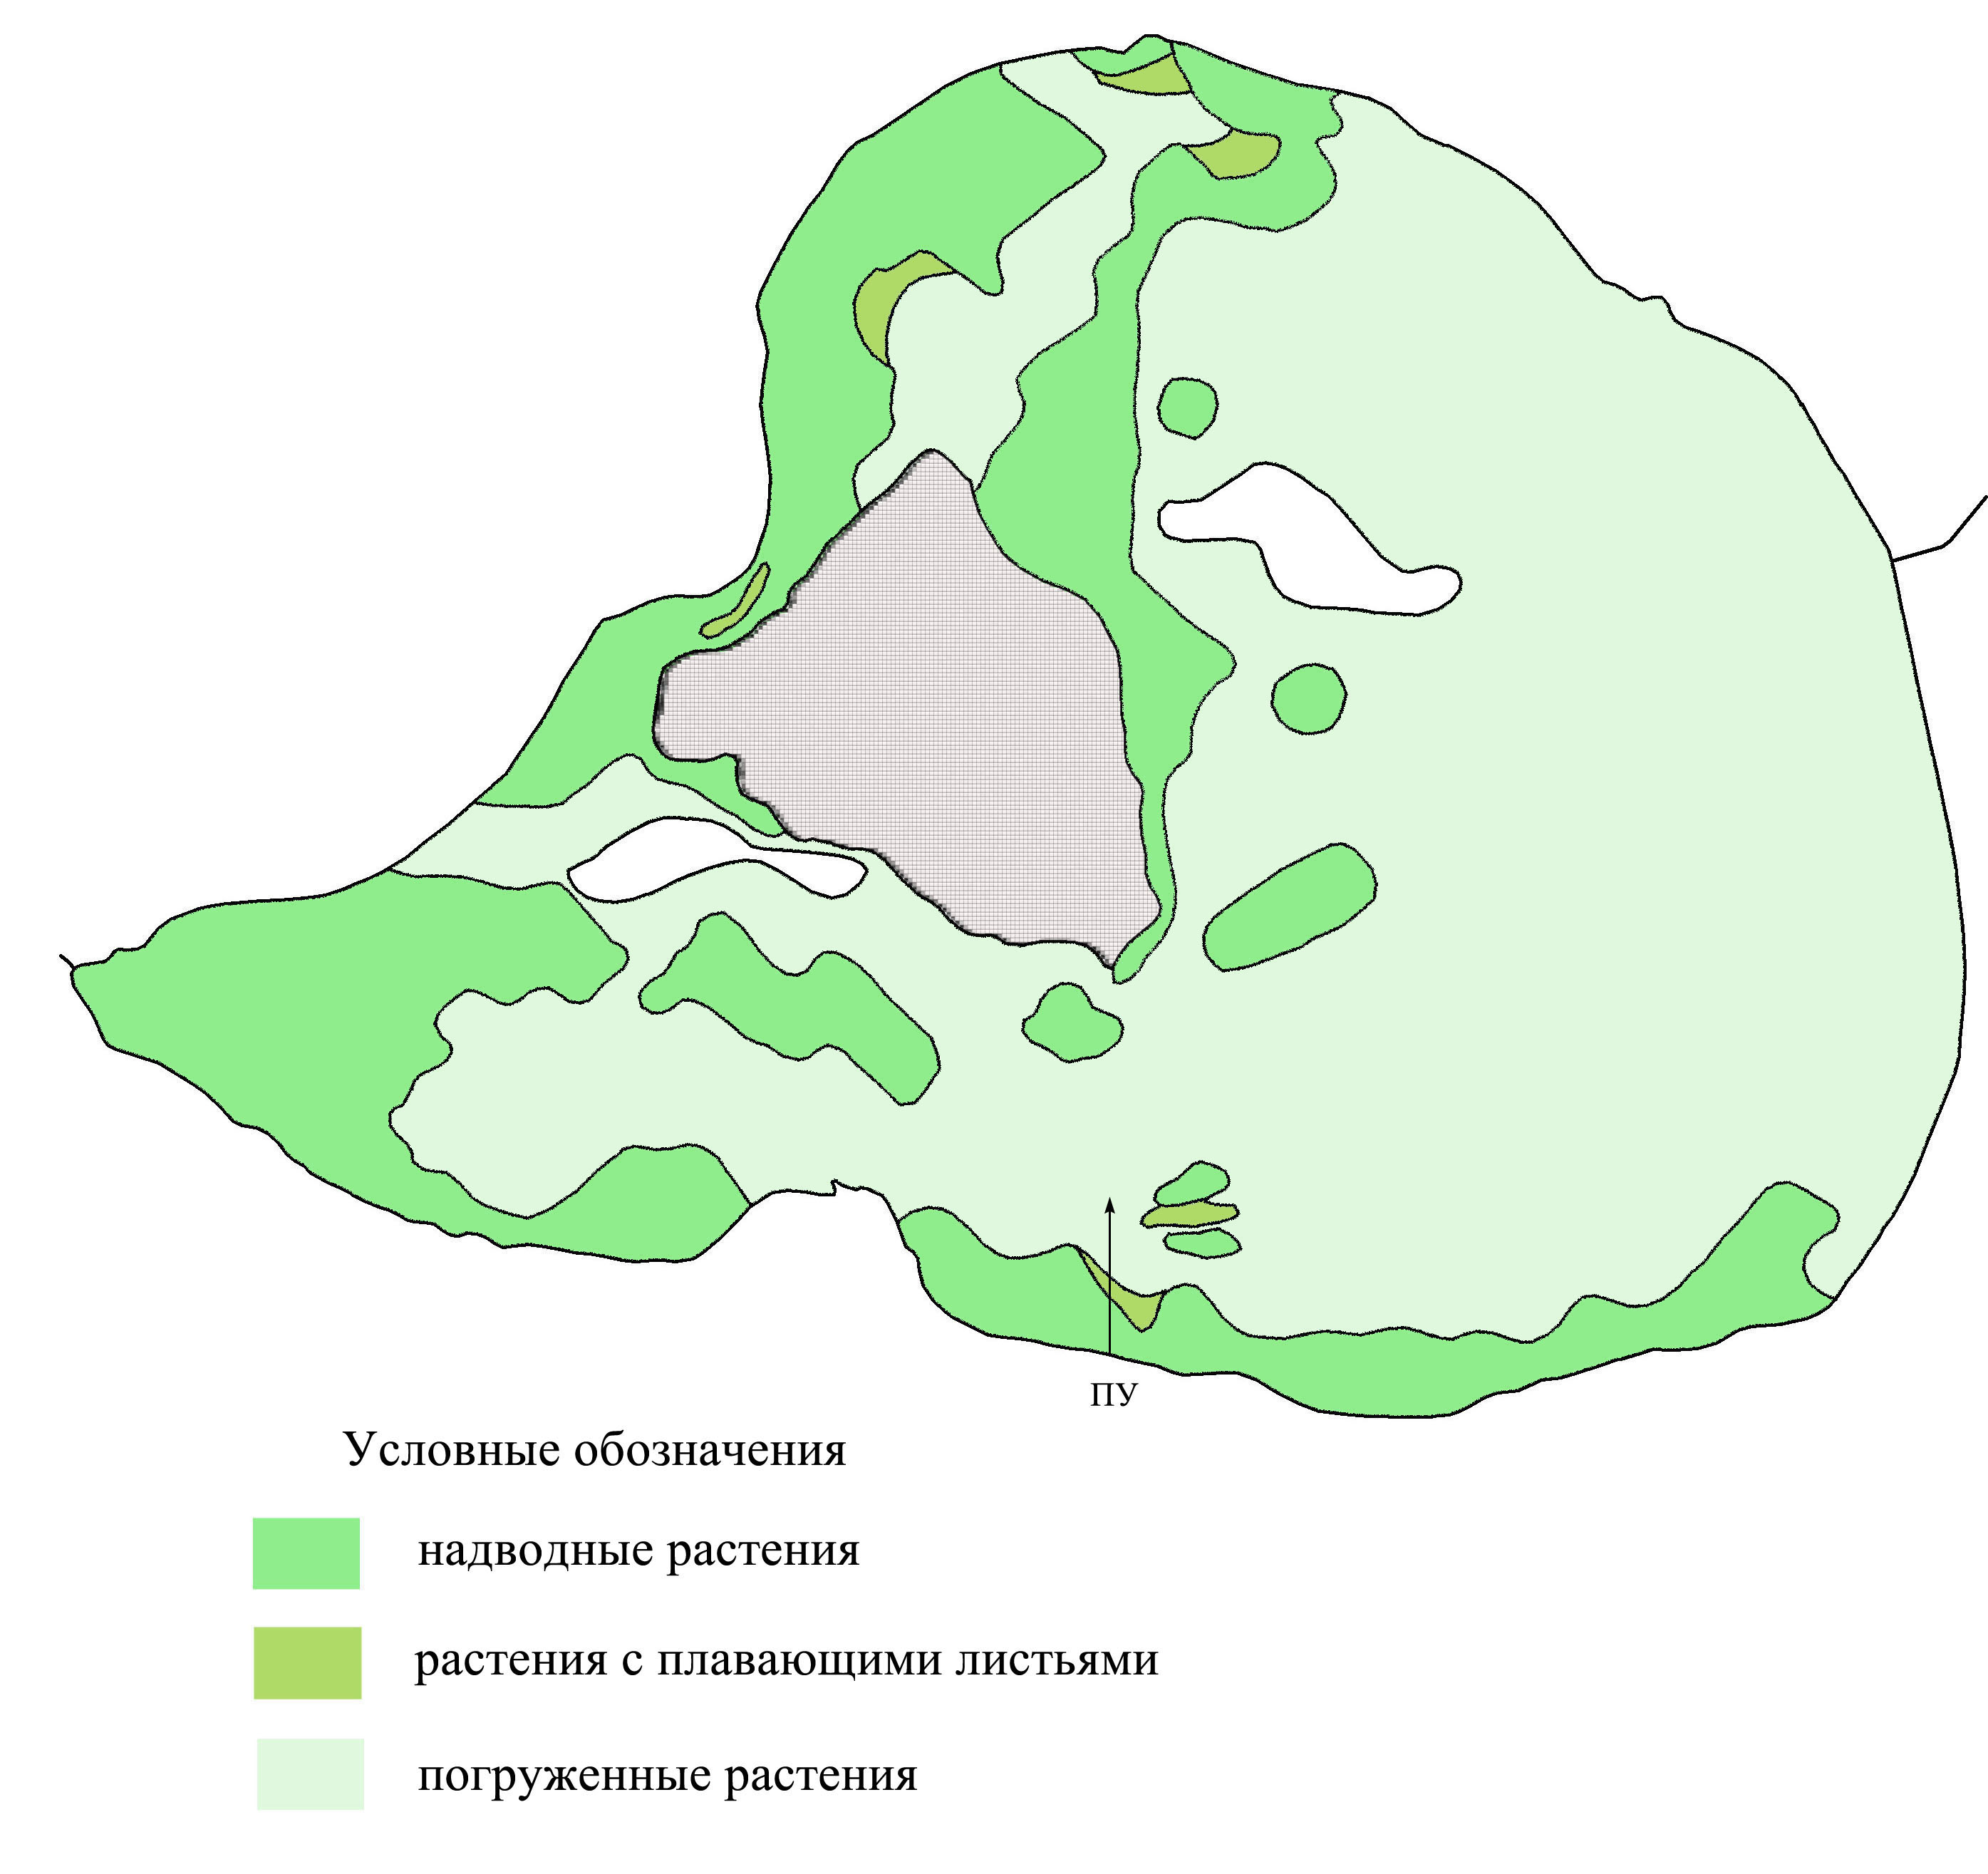 ПУ
Условные обозначения
надводные растения
растения с плавающими листьями
погруженные растения